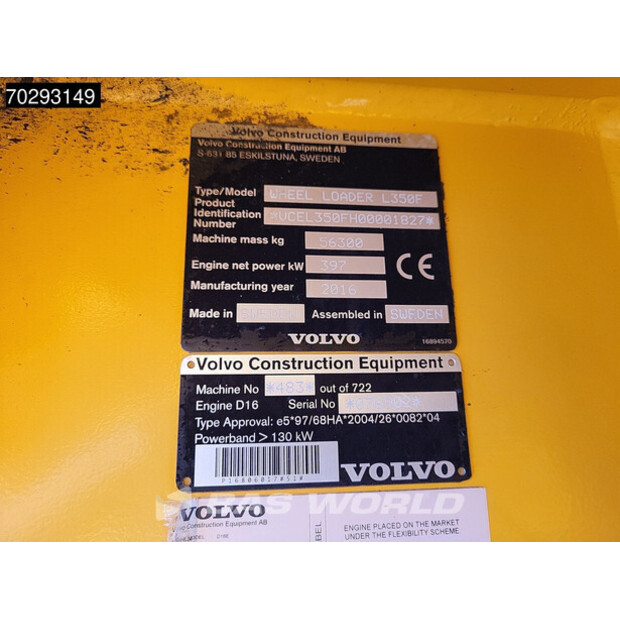 70293149
Volvo Construction Equipment
Volvo Construction Equipment AB
S-631 85 ESKILSTUNA, SWEDEN
Type/Model WHEEL LOADER L350F
Product
Identification *VCEL350FH00001827*
Number
Machine mass kg 56300
Engine net power kW 397
Manufacturing year 2016
CE
Made in Assembled in SWEDEN
VOLVO
16894570
Volvo Construction Equipment
Machine No *483* out of 722
Engine D16 Serial No
Type Approval: e5*97/68HA*2004/26*0082*04
Powerband > 130 kW
VOLVO
BAS WORLD
VOLVO
Volvo Construction Equipment AB
ENGINE PLACED ON THE MARKET
UNDER THE FLEXIBILITY SCHEME